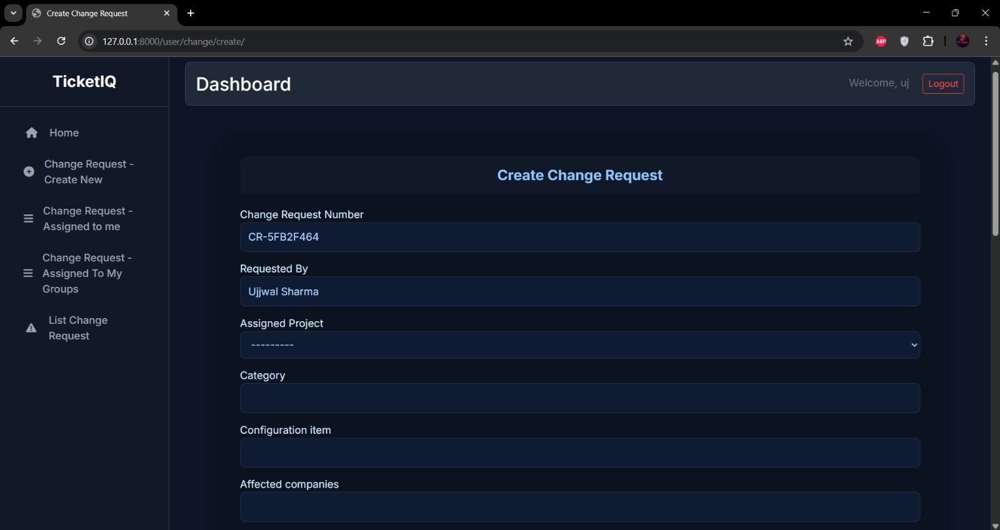 Create Change Request
127.0.0.1:8000/user/change/create/
ABP
TicketIQ
Dashboard
Welcome, uj
Logout
Home
Change Request -
Create New
Change Request -
Assigned to me
Change Request -
Assigned To My
Groups
List Change
Request
Create Change Request
Change Request Number
CR-5FB2F464
Requested By
Ujjwal Sharma
Assigned Project
---------
Category
Configuration item
Affected companies